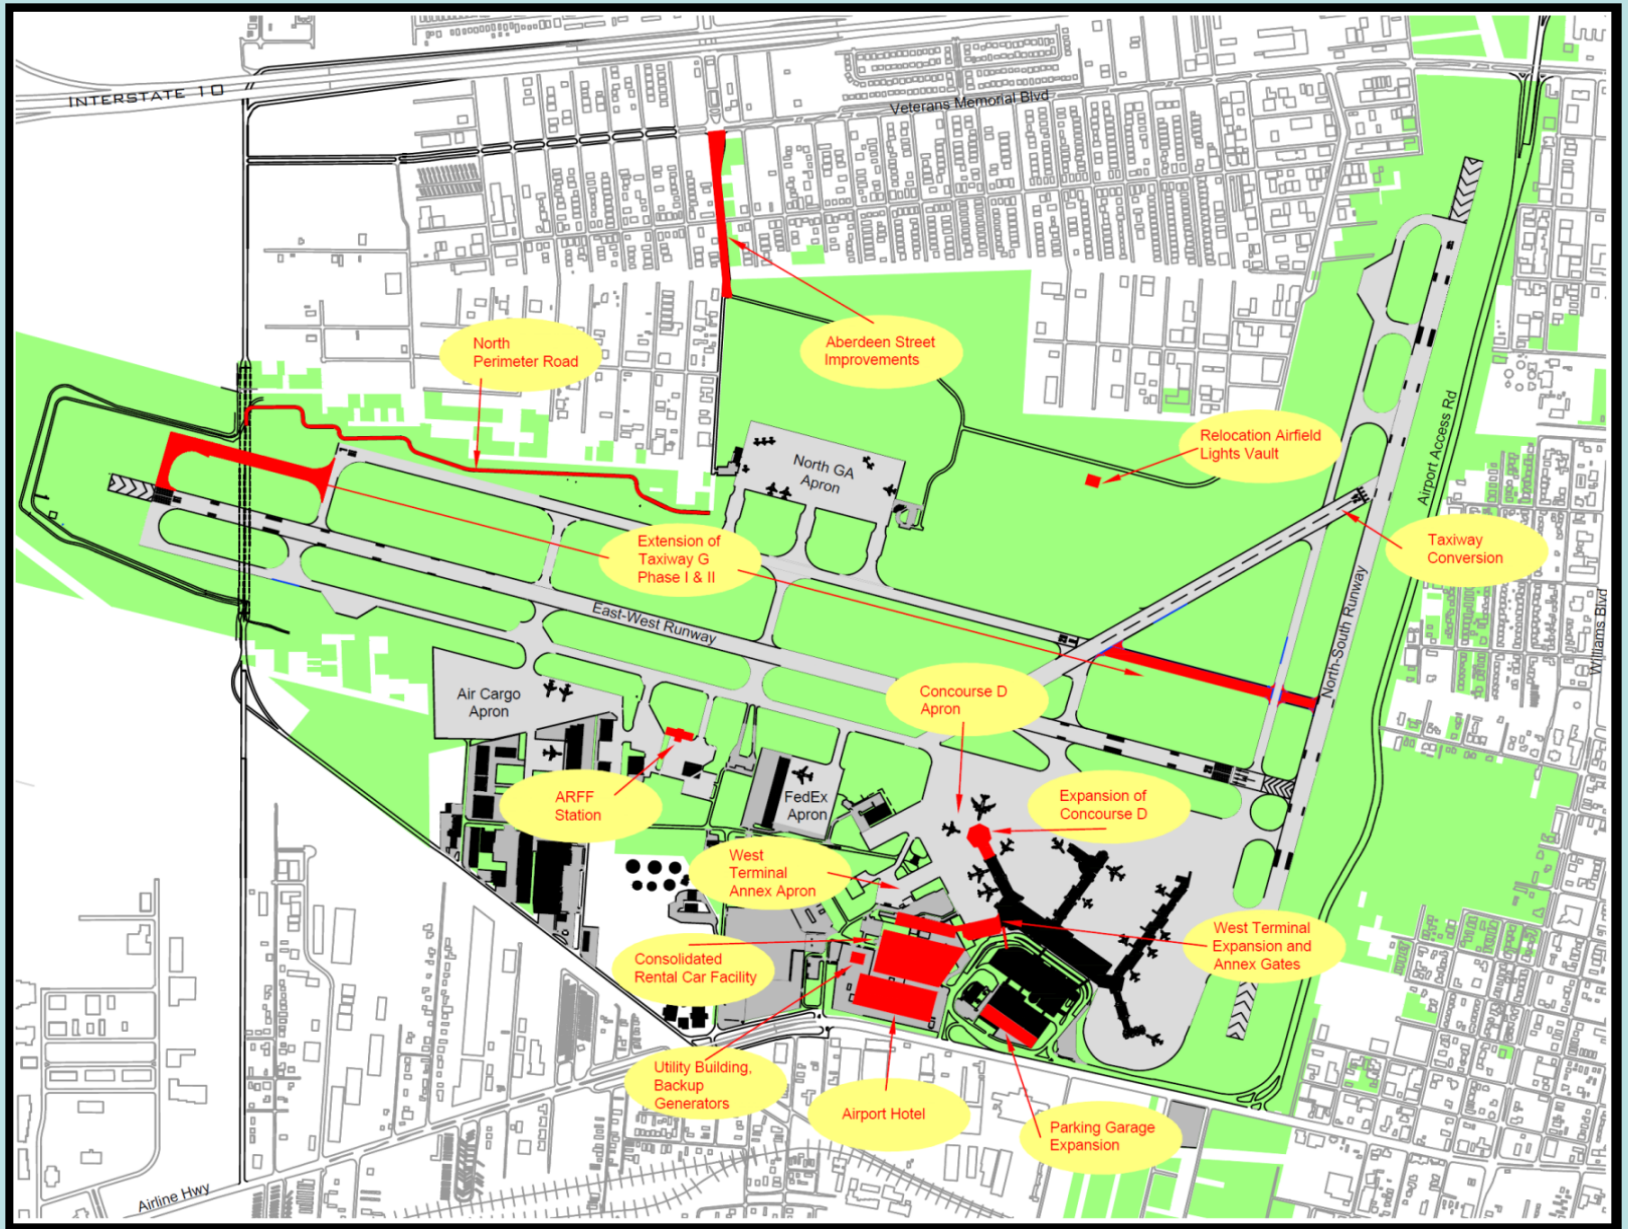 INTERSTATE 10
Veterans Memorial Blvd
North
Perimeter Road
Aberdeen Street
Improvements
Relocation Airfield
Lights Vault
Airport Access Rd
North GA
Apron
Taxiway
Conversion
Extension of
Taxiway G
Phase I & II
East-West Runway
North-South Runway
Williams Blvd
Air Cargo
Apron
Concourse D
Apron
ARFF
Station
FedEx
Apron
Expansion of
Concourse D
West
Terminal
Annex Apron
West Terminal
Expansion and
Annex Gates
Consolidated
Rental Car Facility
Utility Building,
Backup
Generators
Airport Hotel
Parking Garage
Expansion
Airline Hwy